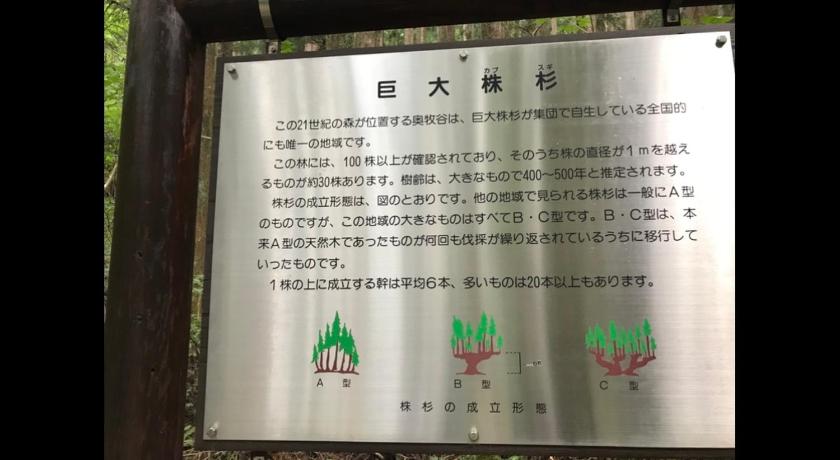 カブ スギ
巨大株杉
この21世紀の森が位置する奥牧谷は、巨大株杉が集団で自生している全国的
にも唯一の地域です。
この林には、100株以上が確認されており、そのうち株の直径が1mを越え
るものが約30株あります。樹齢は、大きなもので400〜500年と推定されます。
株杉の成立形態は、図のとおりです。他の地域で見られる株杉は一般にA型
のものですが、この地域の大きなものはすべてB・C型です。B・C型は、本
来A型の天然木であったものが何回も伐採が繰り返されているうちに移行して
いったものです。
1株の上に成立する幹は平均6本、多いものは20本以上もあります。
A型 B型 C型
株杉の成立形態